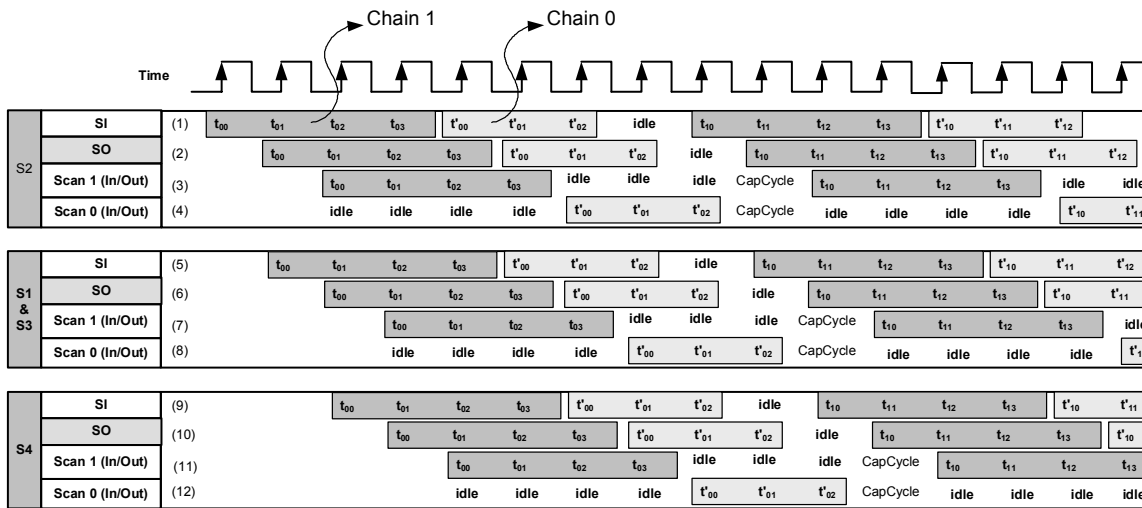 Chain 1 Chain 0
Time
S2
SI (1) t00 t01 t02 t03 t'00 t'01 t'02 idle t10 t11 t12 t13 t'10 t'11 t'12
SO (2) t00 t01 t02 t03 t'00 t'01 t'02 idle t10 t11 t12 t13 t'10 t'11 t'12
Scan 1 (In/Out) (3) t00 t01 t02 t03 idle idle idle CapCycle t10 t11 t12 t13 idle idle
Scan 0 (In/Out) (4) idle idle idle idle t'00 t'01 t'02 CapCycle idle idle idle idle t'10 t'11
S1 & S3
SI (5) t00 t01 t02 t03 t'00 t'01 t'02 idle t10 t11 t12 t13 t'10 t'11 t'12
SO (6) t00 t01 t02 t03 t'00 t'01 t'02 idle t10 t11 t12 t13 t'10 t'11
Scan 1 (In/Out) (7) t00 t01 t02 t03 idle idle idle CapCycle t10 t11 t12 t13 idle
Scan 0 (In/Out) (8) idle idle idle idle t'00 t'01 t'02 CapCycle idle idle idle idle t'1
S4
SI (9) t00 t01 t02 t03 t'00 t'01 t'02 idle t10 t11 t12 t13 t'10 t'11
SO (10) t00 t01 t02 t03 t'00 t'01 t'02 idle t10 t11 t12 t13 t'10
Scan 1 (In/Out) (11) t00 t01 t02 t03 idle idle idle CapCycle t10 t11 t12 t13
Scan 0 (In/Out) (12) idle idle idle idle t'00 t'01 t'02 CapCycle idle idle idle idle